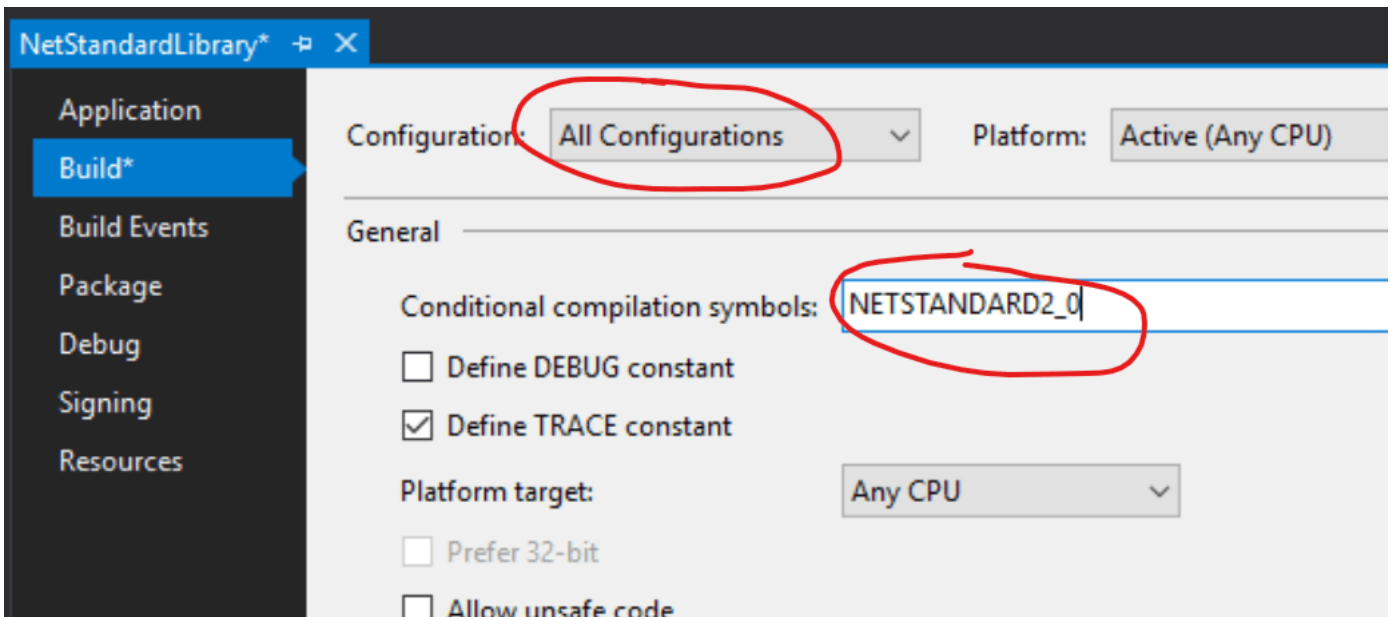 NetStandardLibrary*
Application
Build*
Build Events
Package
Debug
Signing
Resources
Configuration: All Configurations Platform: Active (Any CPU)
General
Conditional compilation symbols: NETSTANDARD2_0
Define DEBUG constant
Define TRACE constant
Platform target: Any CPU
Prefer 32-bit
Allow unsafe code